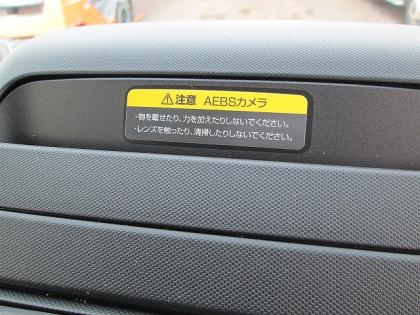 ⚠注意 AEBSカメラ
・物を載せたり、力を加えたりしないでください。
・レンズを触ったり、清掃したりしないでください。